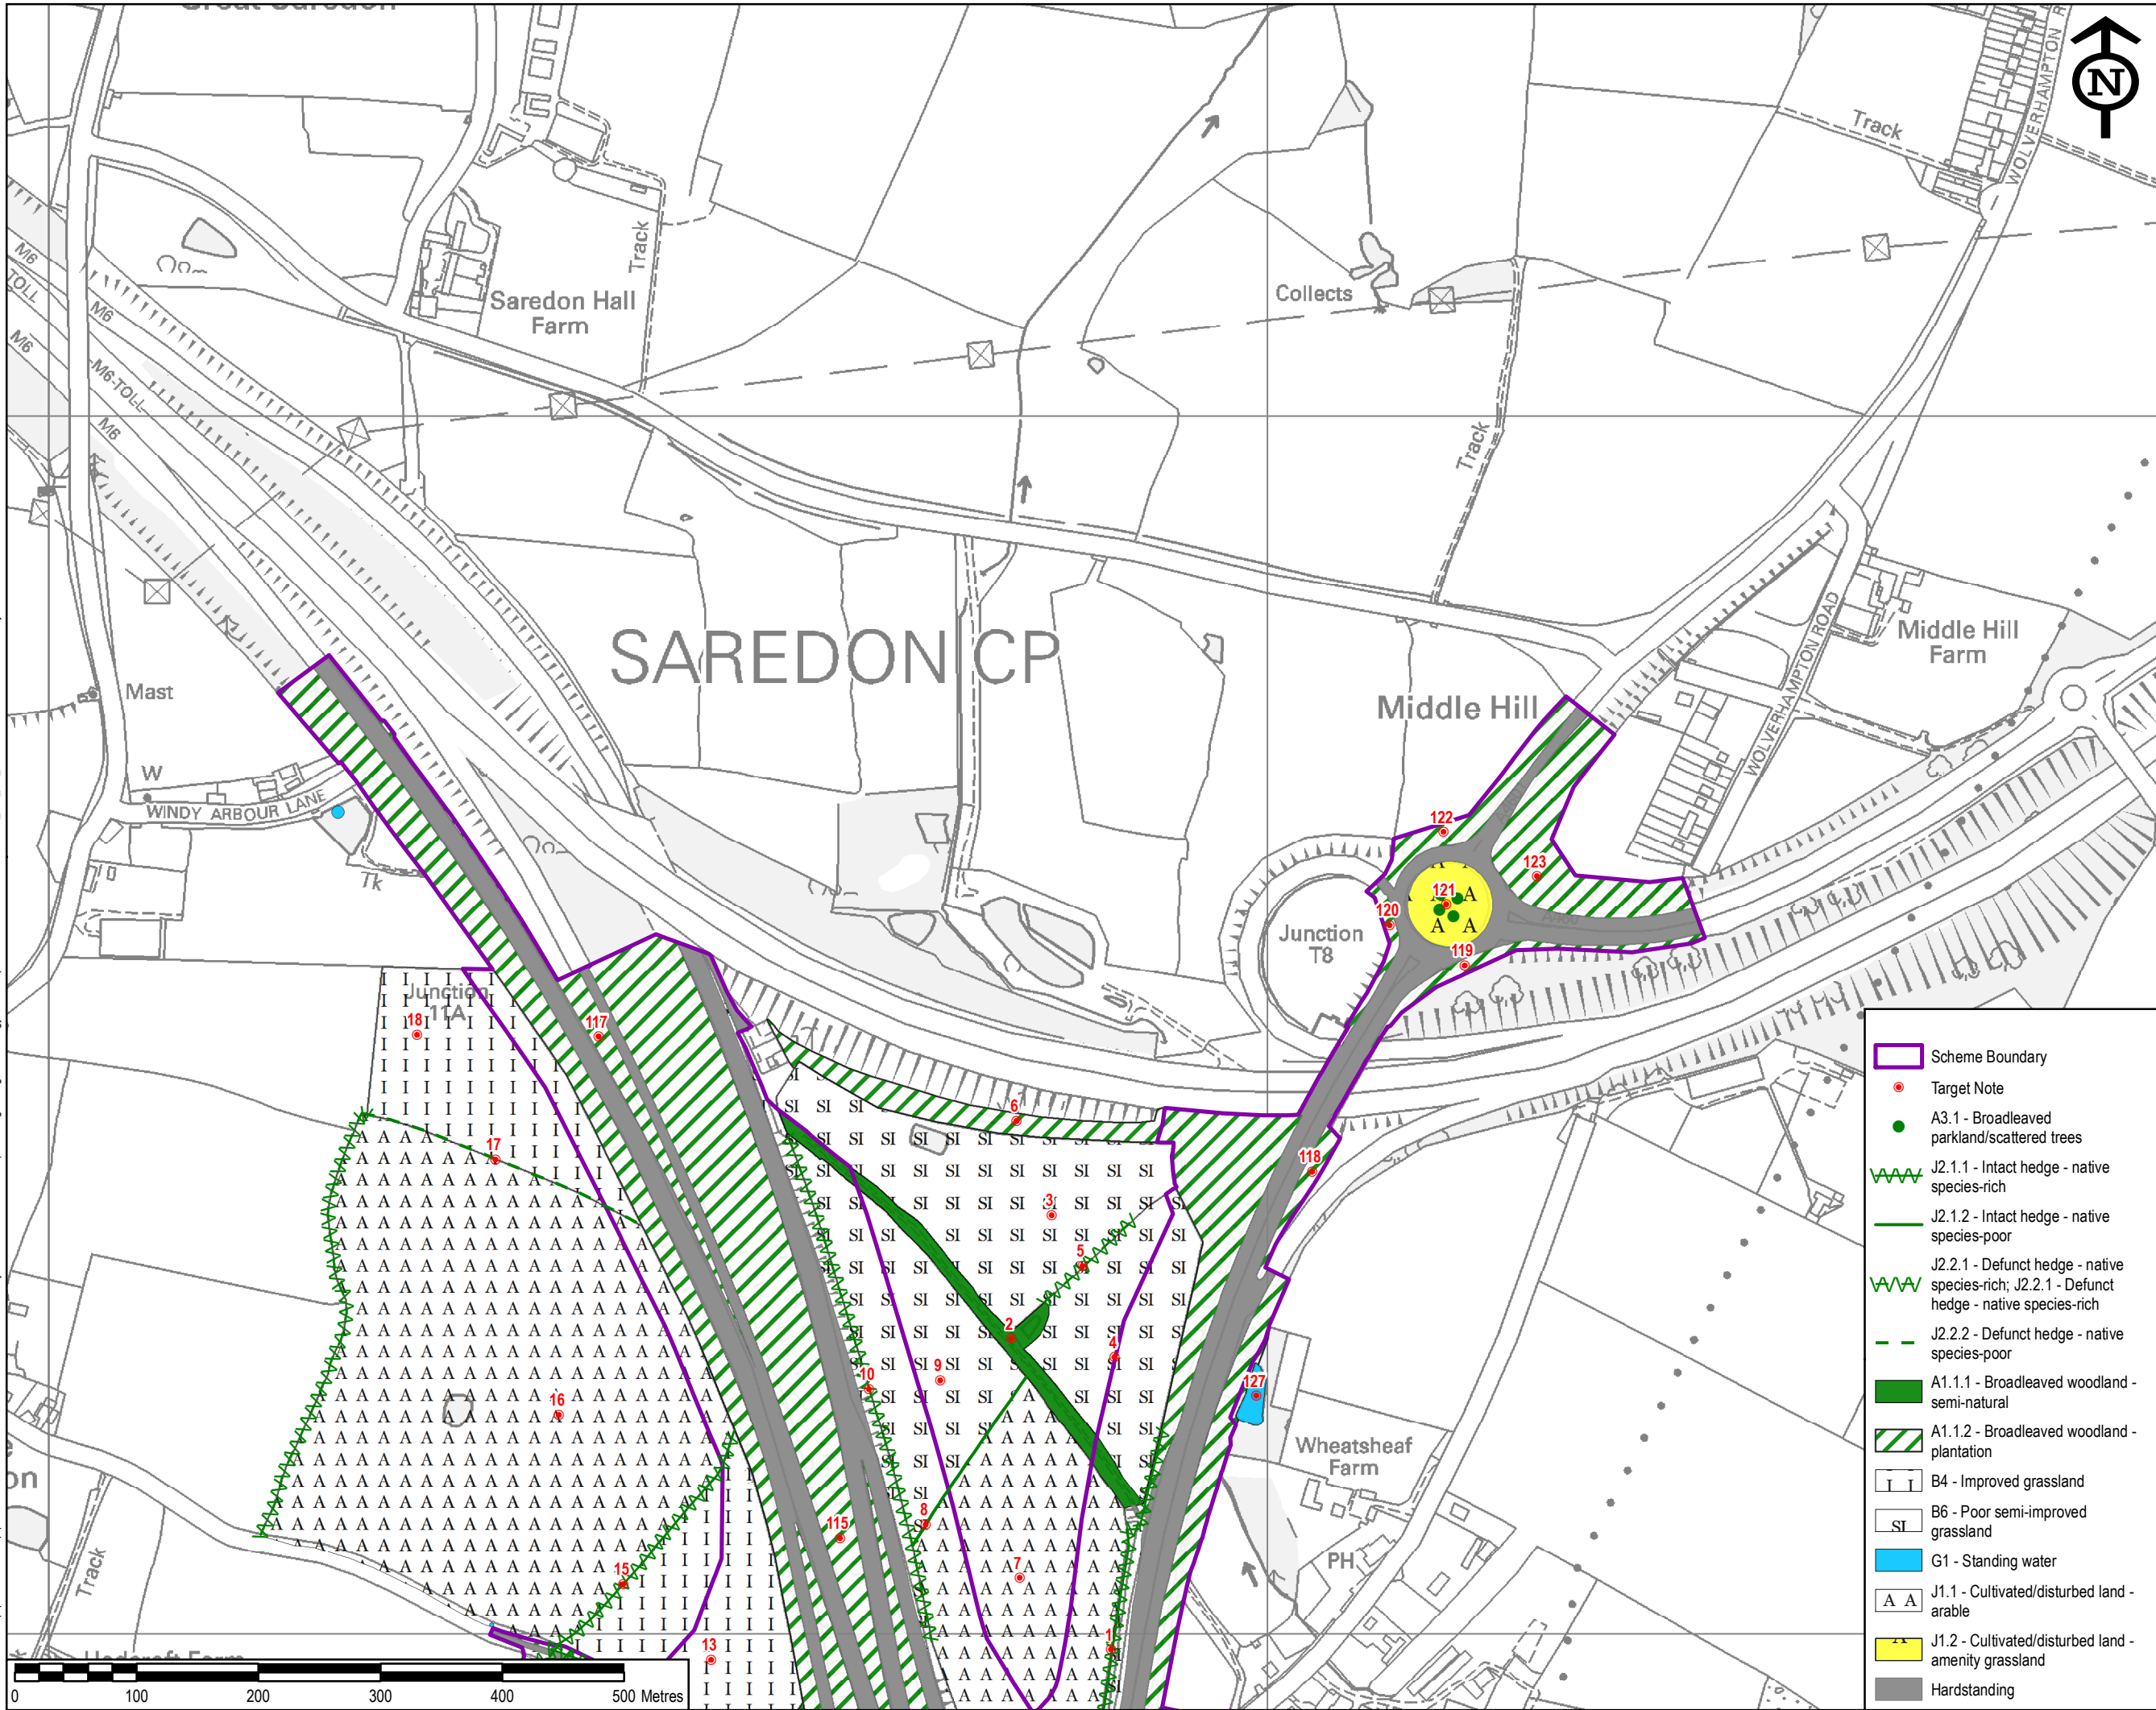 N
WOLVERHAMPTON R
Track
Track
Saredon Hall
Farm
Collects
M6
TOLL
M6
M6
M6 TOLL
M6
Track
SAREDON CP
Middle Hill
Farm
WOLVERHAMPTON ROAD
Mast
Middle Hill
W
WINDY ARBOUR LANE
Tk
122
123
121
120
Junction
T8
119
Junction
11A
18
117
6
17
118
3
5
2
4
9
10
127
16
Wheatsheaf
Farm
8
115
PH
7
15
Track
1
13
0 100 200 300 400 500 Metres
Scheme Boundary
Target Note
A3.1 - Broadleaved
parkland/scattered trees
J2.1.1 - Intact hedge - native
species-rich
J2.1.2 - Intact hedge - native
species-poor
J2.2.1 - Defunct hedge - native
species-rich; J2.2.1 - Defunct
hedge - native species-rich
J2.2.2 - Defunct hedge - native
species-poor
A1.1.1 - Broadleaved woodland -
semi-natural
A1.1.2 - Broadleaved woodland -
plantation
I I B4 - Improved grassland
SI B6 - Poor semi-improved
grassland
G1 - Standing water
A A J1.1 - Cultivated/disturbed land -
arable
A J1.2 - Cultivated/disturbed land -
amenity grassland
Hardstanding